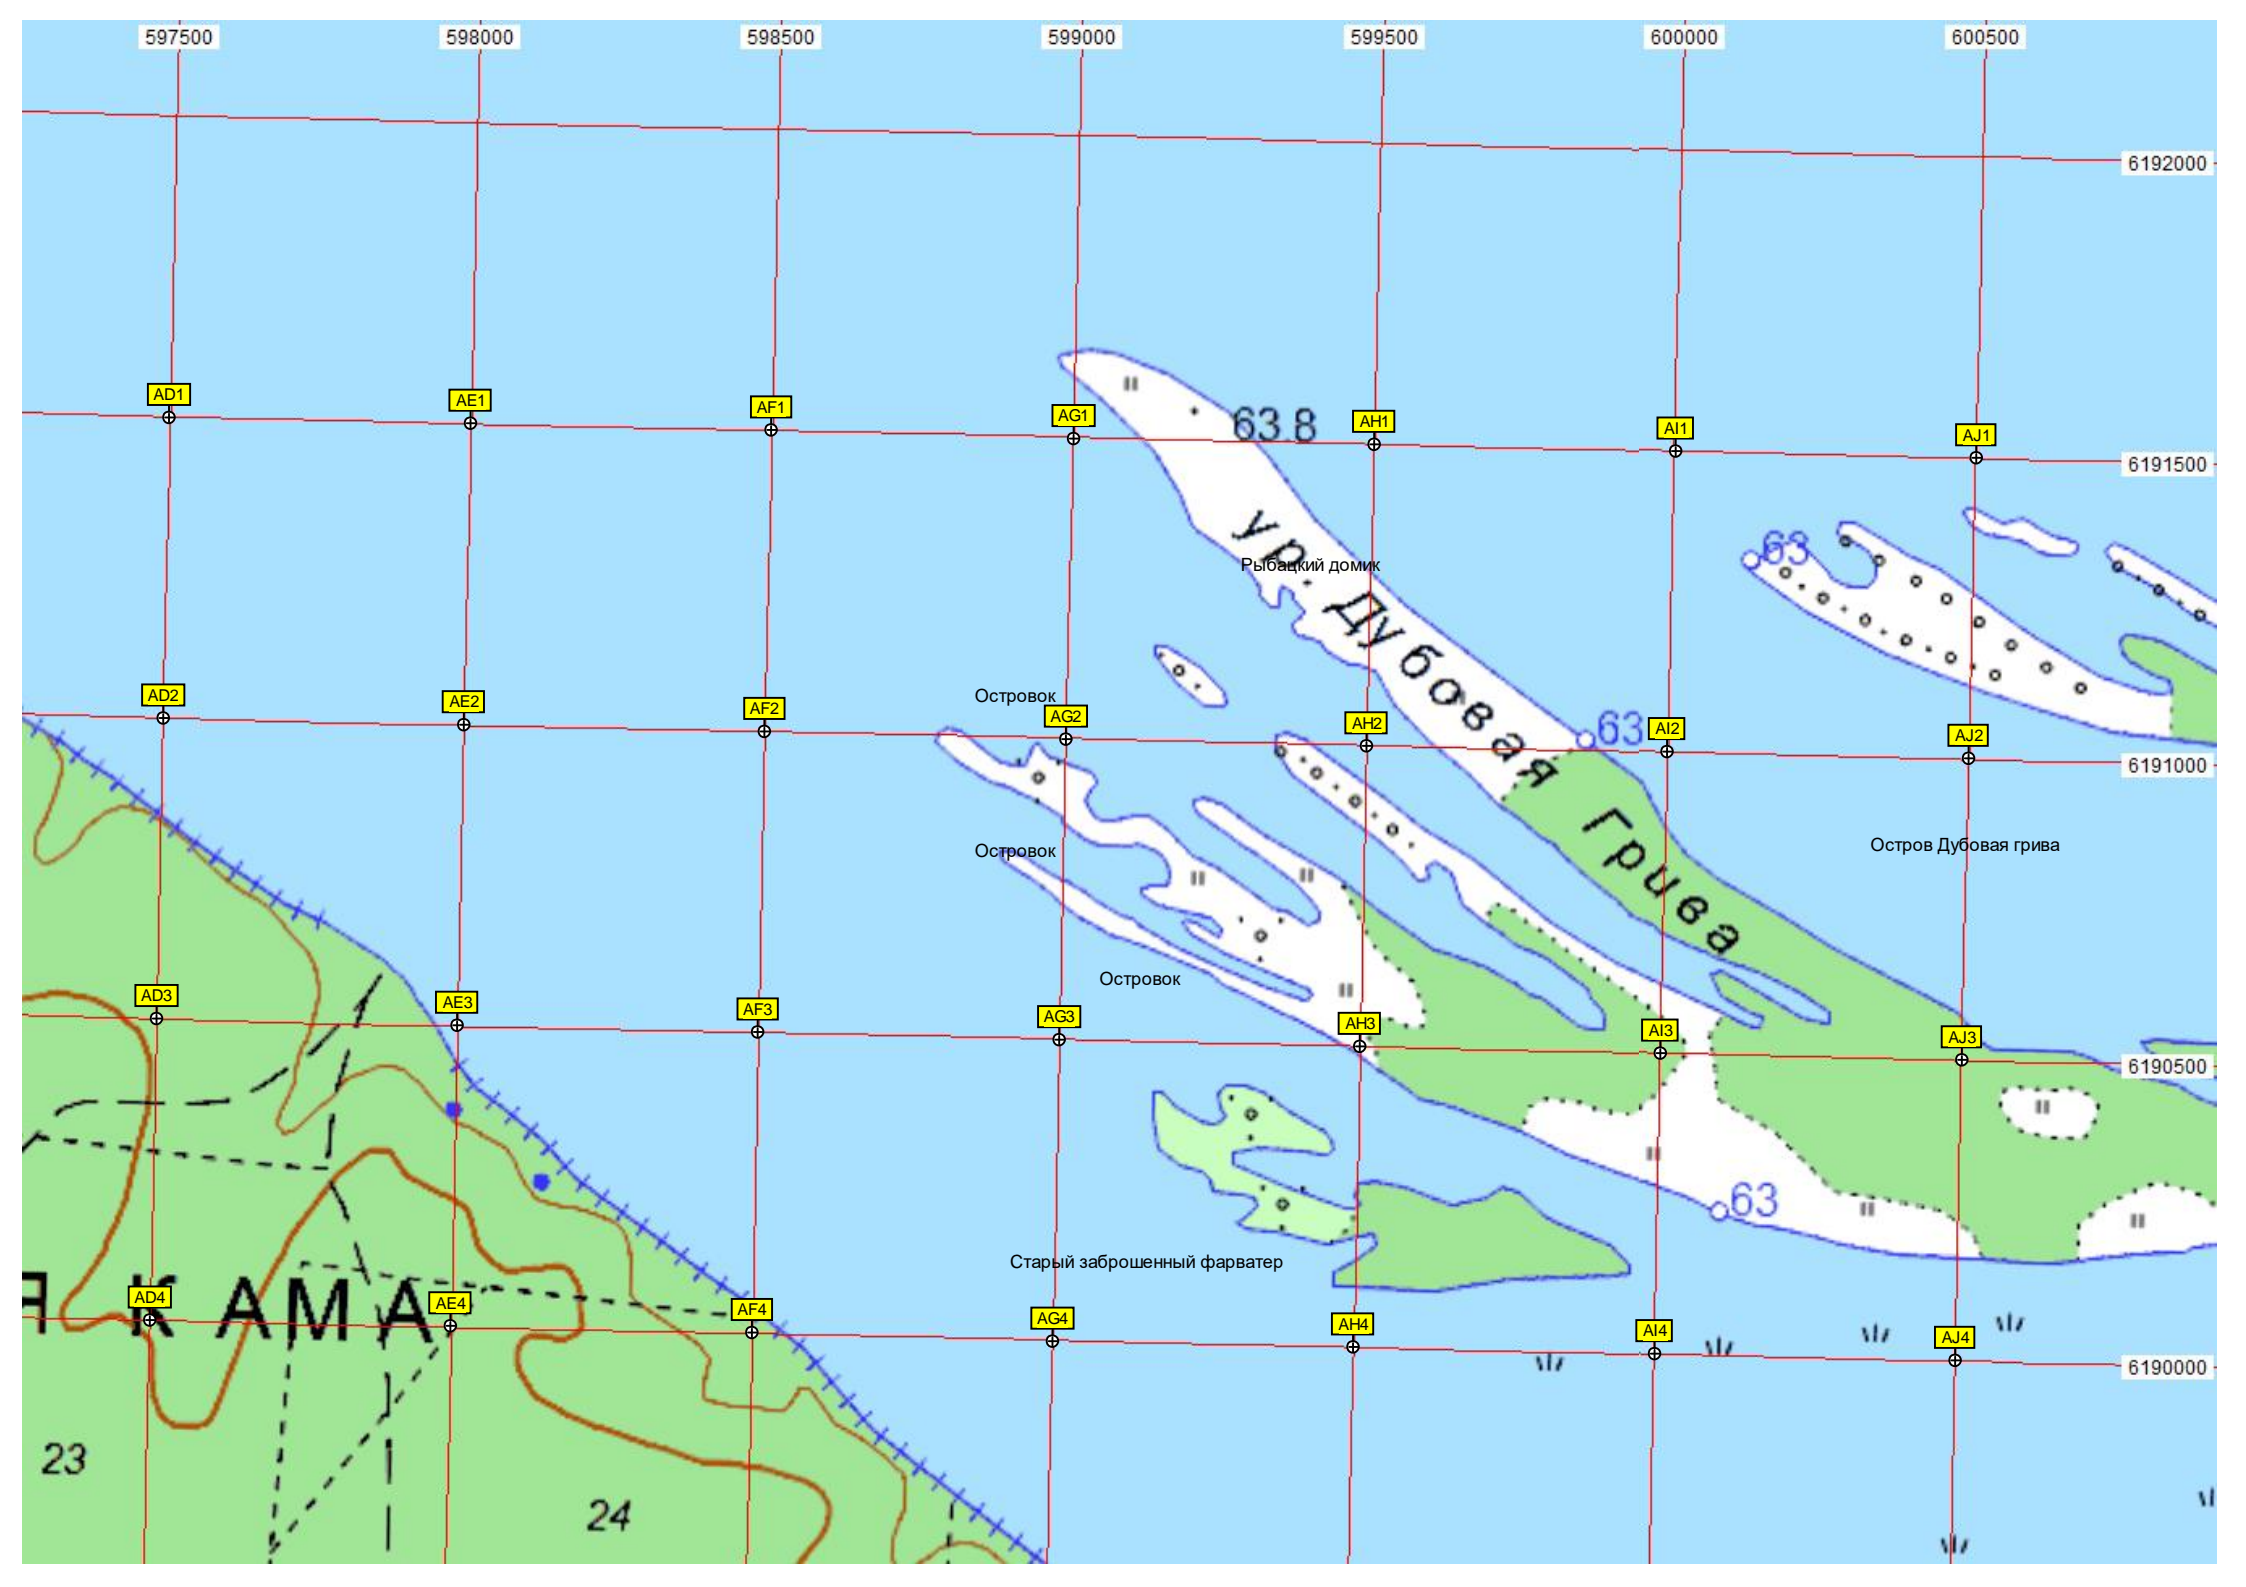 597500 598000 598500 599000 599500 600000 600500
6192000
AD1 AE1 AF1 AG1 63.8 AH1 AI1 AJ1
6191500
ур. Дубовая Грива
63
Рыбацкий домик
Островок
AD2 AE2 AF2 AG2 AH2 63 AI2 AJ2
6191000
Островок
Остров Дубовая грива
Островок
AD3 AE3 AF3 AG3 AH3 AI3 AJ3
6190500
63
Старый заброшенный фарватер
Я КАМА
AD4 AE4 AF4 AG4 AH4 AI4 AJ4
6190000
23
24